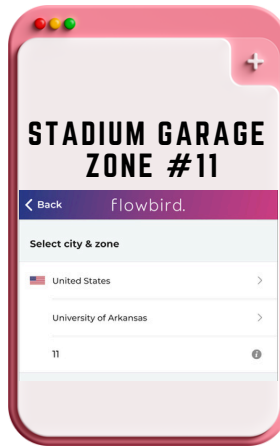 STADIUM GARAGE
ZONE #11
Back
flowbird.
Select city & zone
United States
University of Arkansas
11